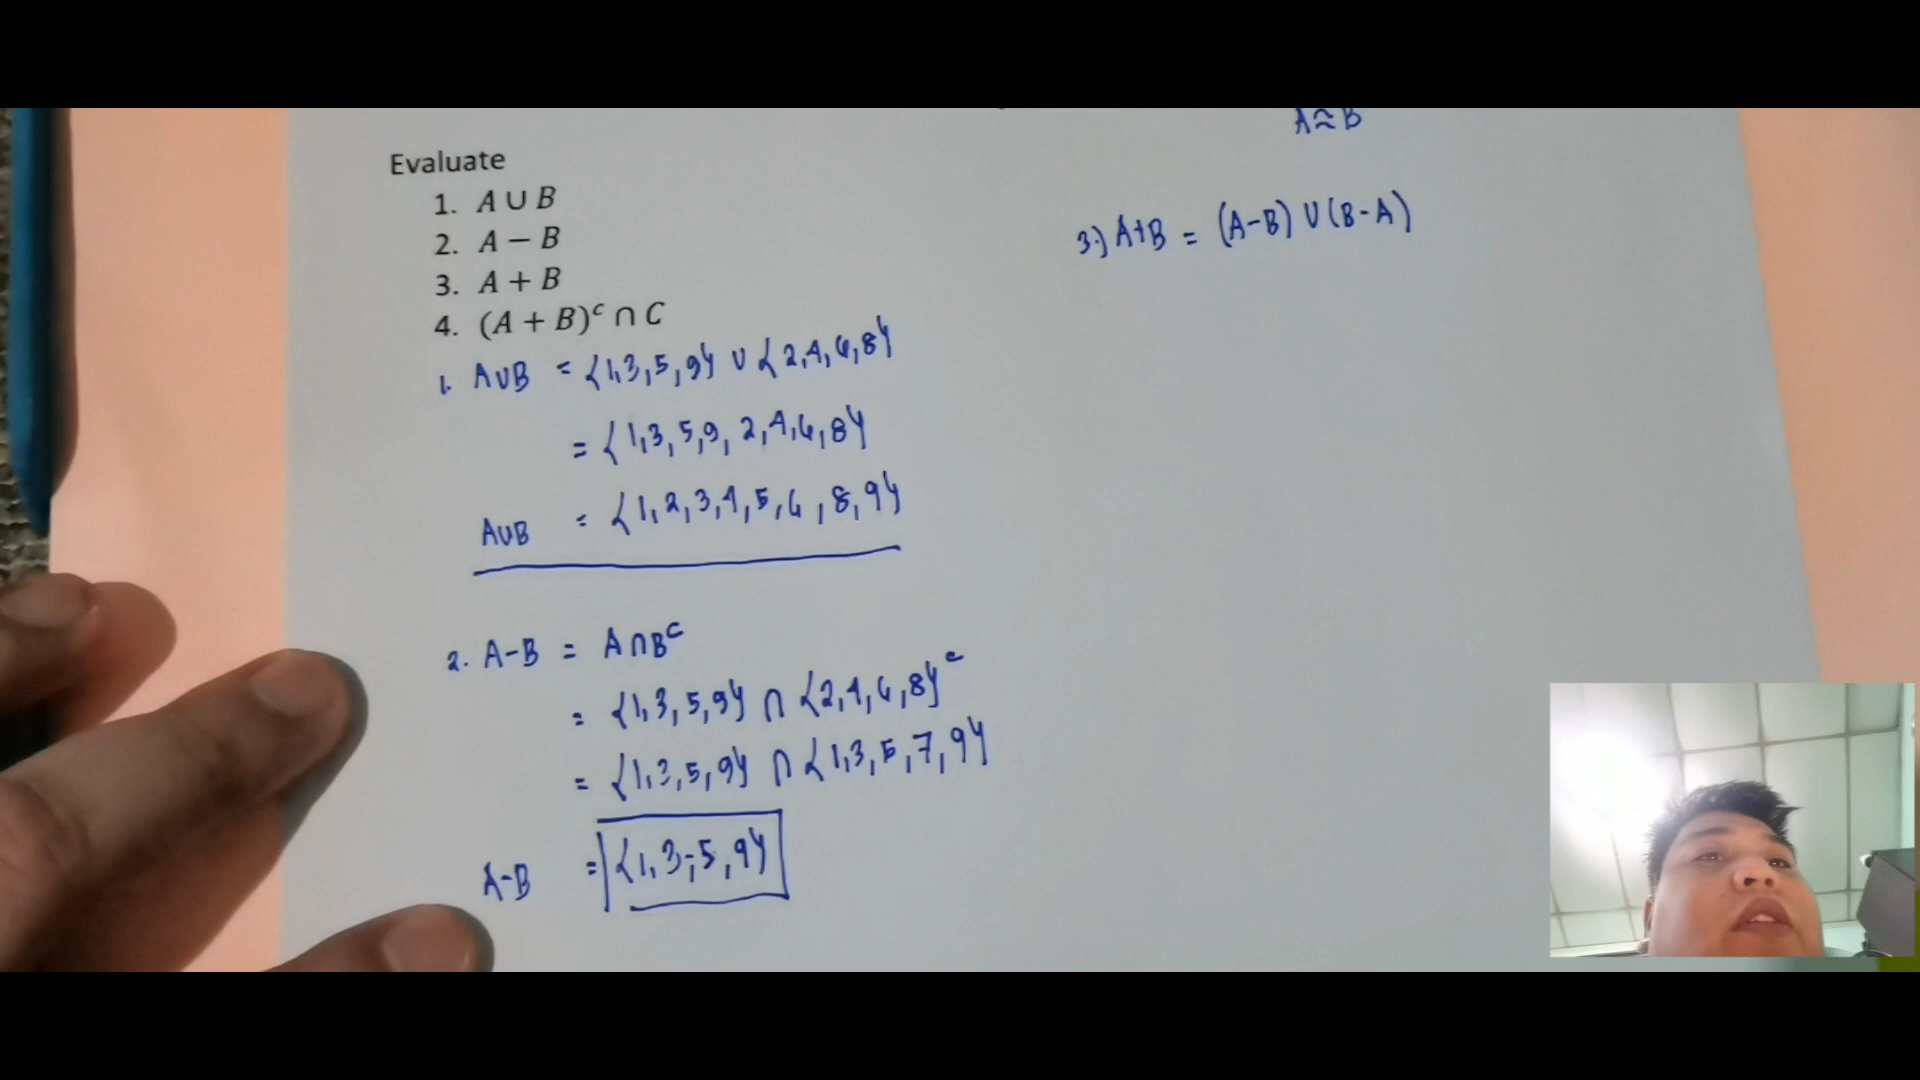 Evaluate
1. A ∪ B
2. A − B
3. A + B
4. (A + B)ᶜ ∩ C
1. A∪B = {1,3,5,9} ∪ {2,4,6,8}
= {1,3,5,9,2,4,6,8}
A∪B = {1,2,3,4,5,6,8,9}
2. A-B = A∩Bᶜ
= {1,3,5,9} ∩ {2,4,6,8}ᶜ
= {1,3,5,9} ∩ {1,3,5,7,9}
A-B = {1,3,5,9}
A≈B
3.) A+B = (A-B) ∪ (B-A)